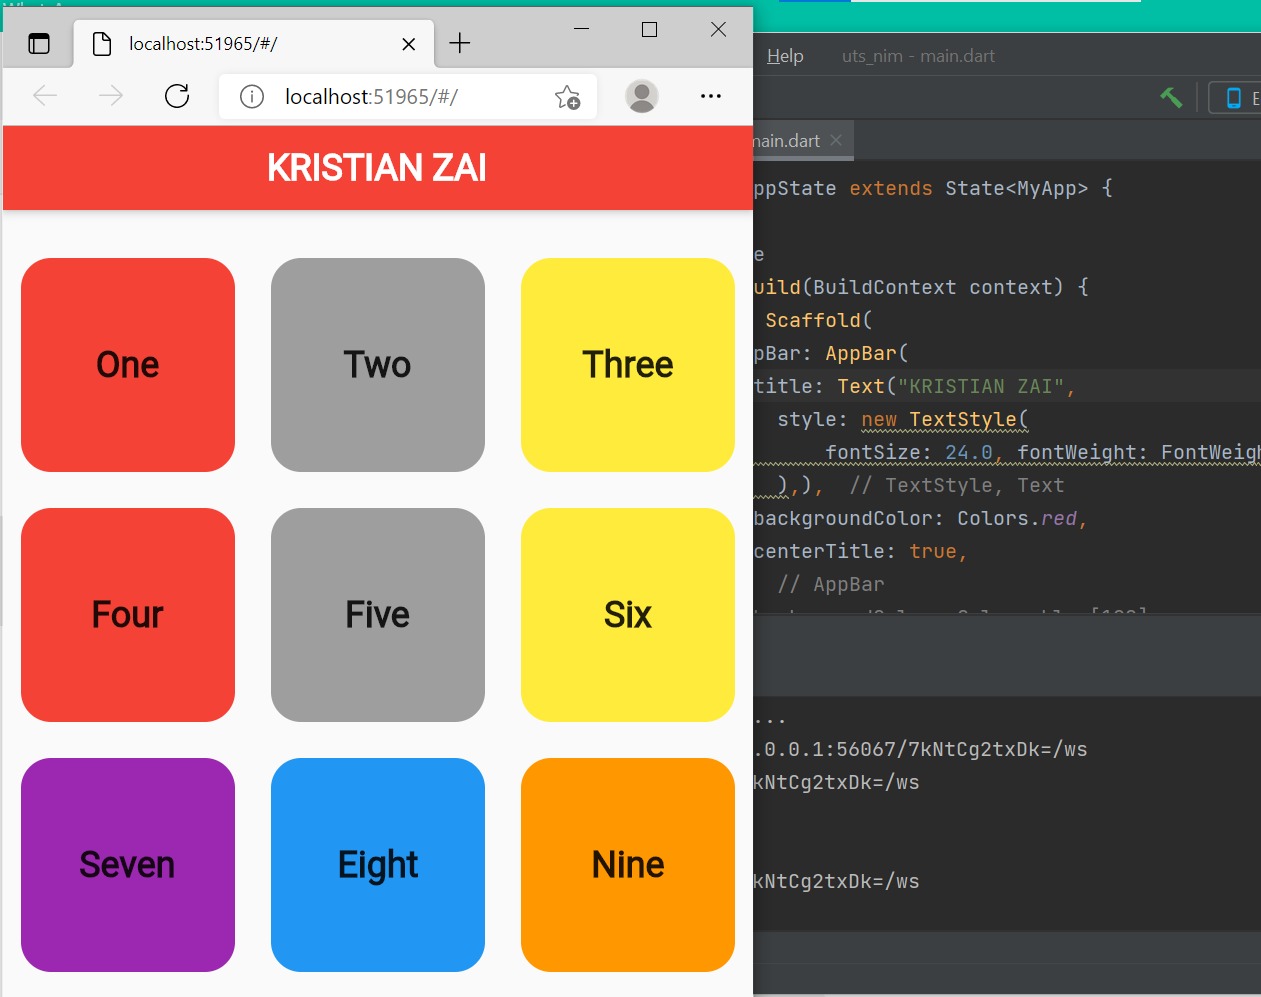 localhost:51965/#/
localhost:51965/#/
KRISTIAN ZAI
One
Two
Three
Four
Five
Six
Seven
Eight
Nine
Help
uts_nim - main.dart
E
main.dart
ppState extends State<MyApp> {
e
uild(BuildContext context) {
Scaffold(
pBar: AppBar(
title: Text("KRISTIAN ZAI",
style: new TextStyle(
fontSize: 24.0, fontWeight: FontWeigh
),), // TextStyle, Text
backgroundColor: Colors.red,
centerTitle: true,
// AppBar
...
.0.0.1:56067/7kNtCg2txDk=/ws
kNtCg2txDk=/ws
kNtCg2txDk=/ws